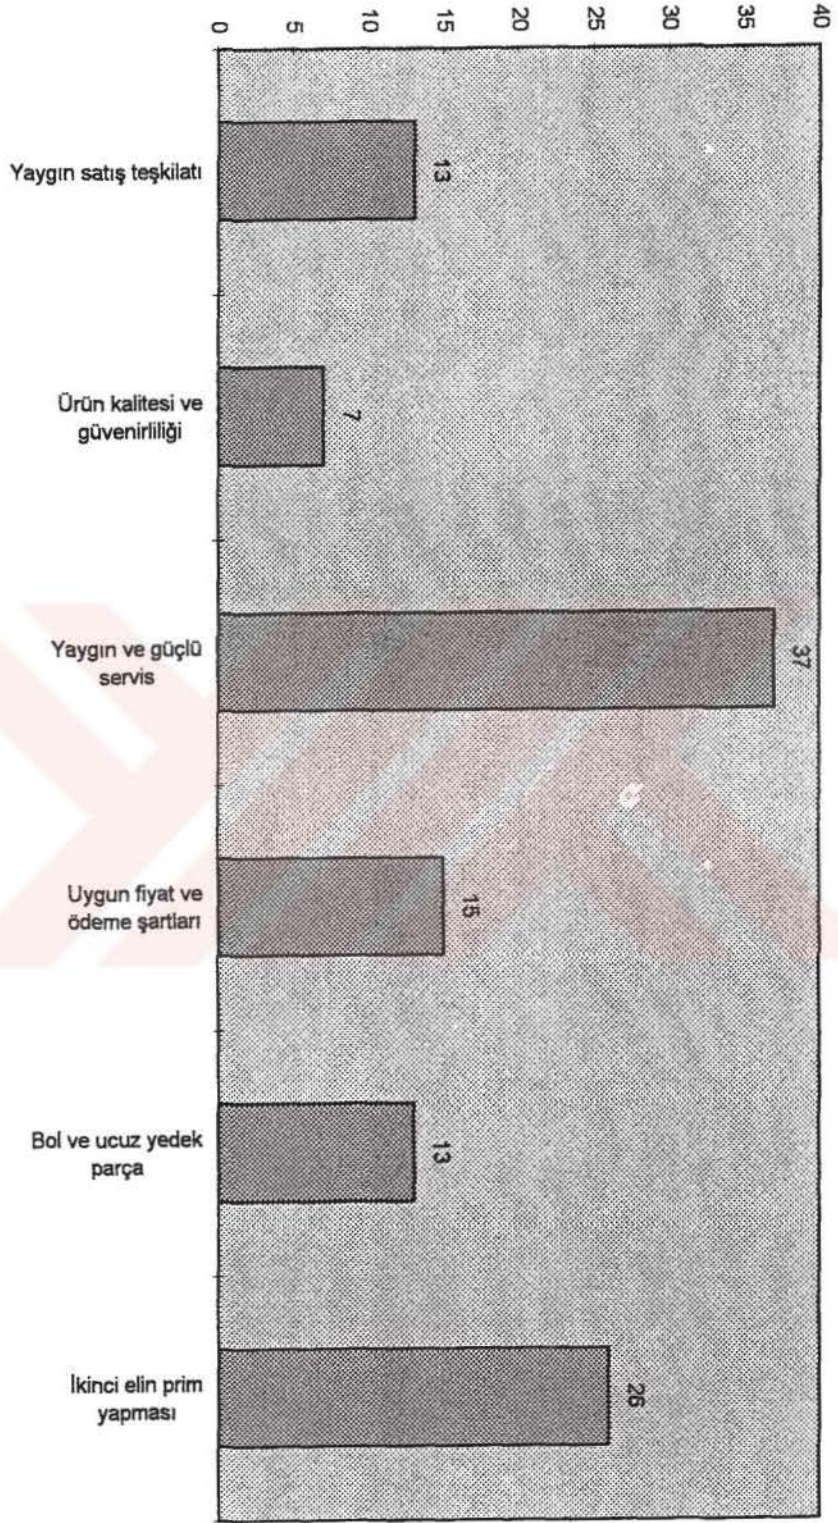 0
5
10
15
20
25
30
35
40
13
Yaygın satış teşkilatı
7
Ürün kalitesi ve
güvenirliliği
37
Yaygın ve güçlü
servis
15
Uygun fiyat ve
ödeme şartları
13
Bol ve ucuz yedek
parça
26
İkinci elin prim
yapması